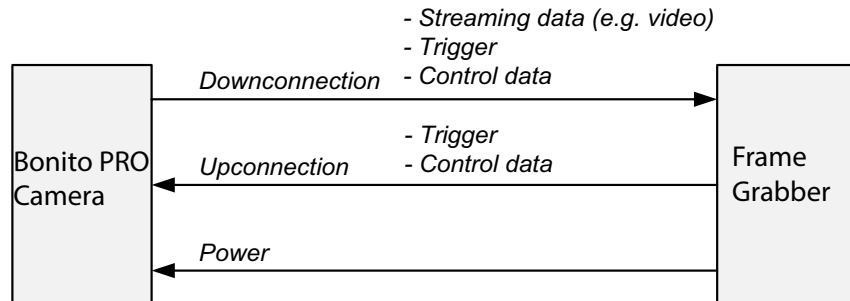 - Streaming data (e.g. video)
- Trigger
- Control data
Downconnection
- Trigger
- Control data
Upconnection
Bonito PRO
Camera
Frame
Grabber
Power